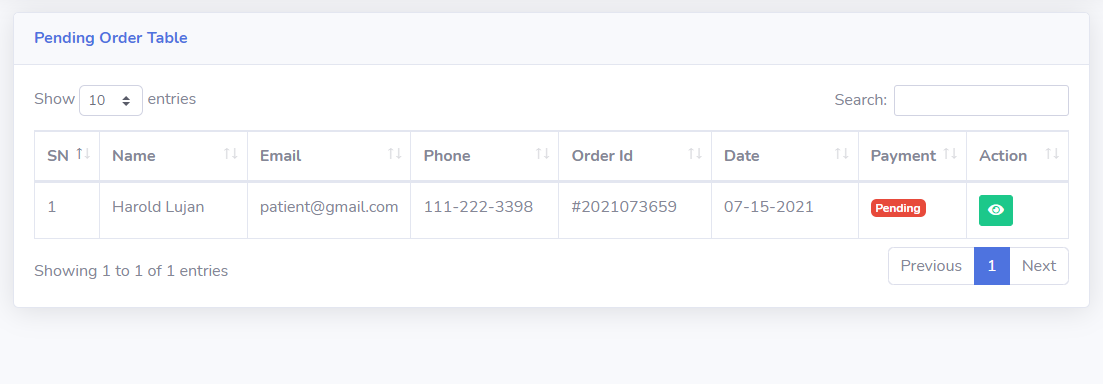 Pending Order Table
Show 10 entries
Search:
SN Name Email Phone Order Id Date Payment Action
1 Harold Lujan patient@gmail.com 111-222-3398 #2021073659 07-15-2021 Pending
Showing 1 to 1 of 1 entries
Previous 1 Next